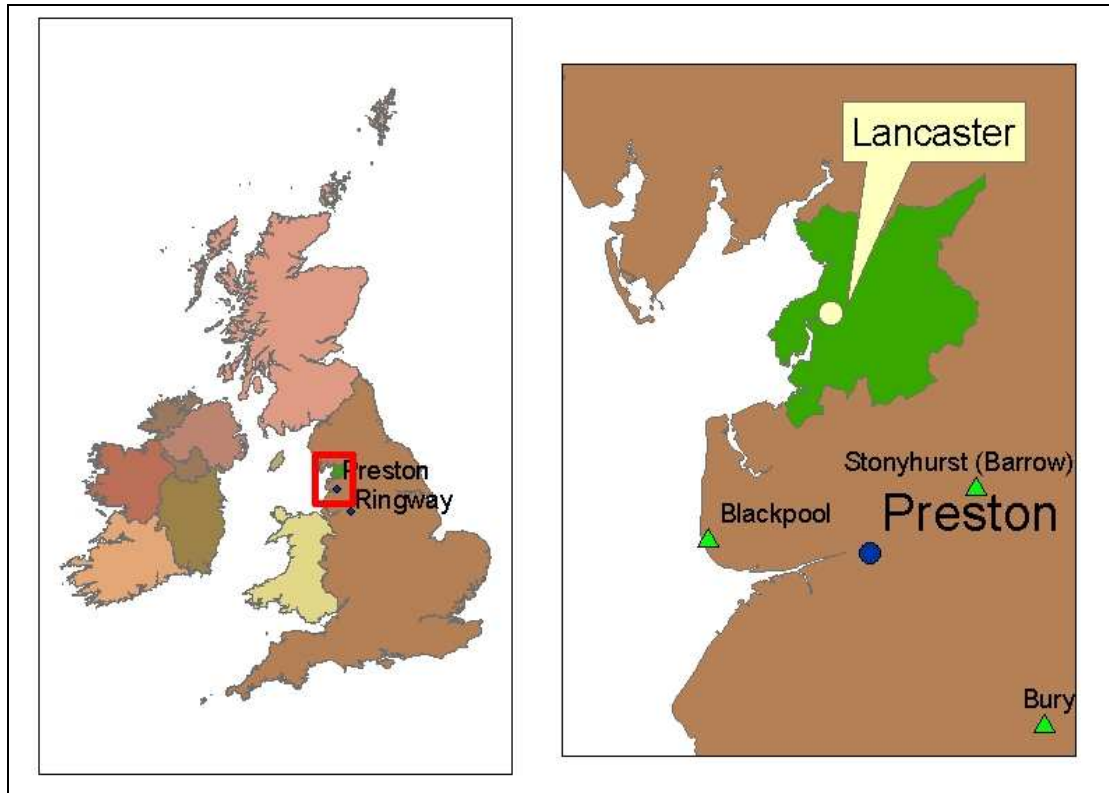 Preston
Ringway
Lancaster
Stonyhurst (Barrow)
Preston
Blackpool
Bury